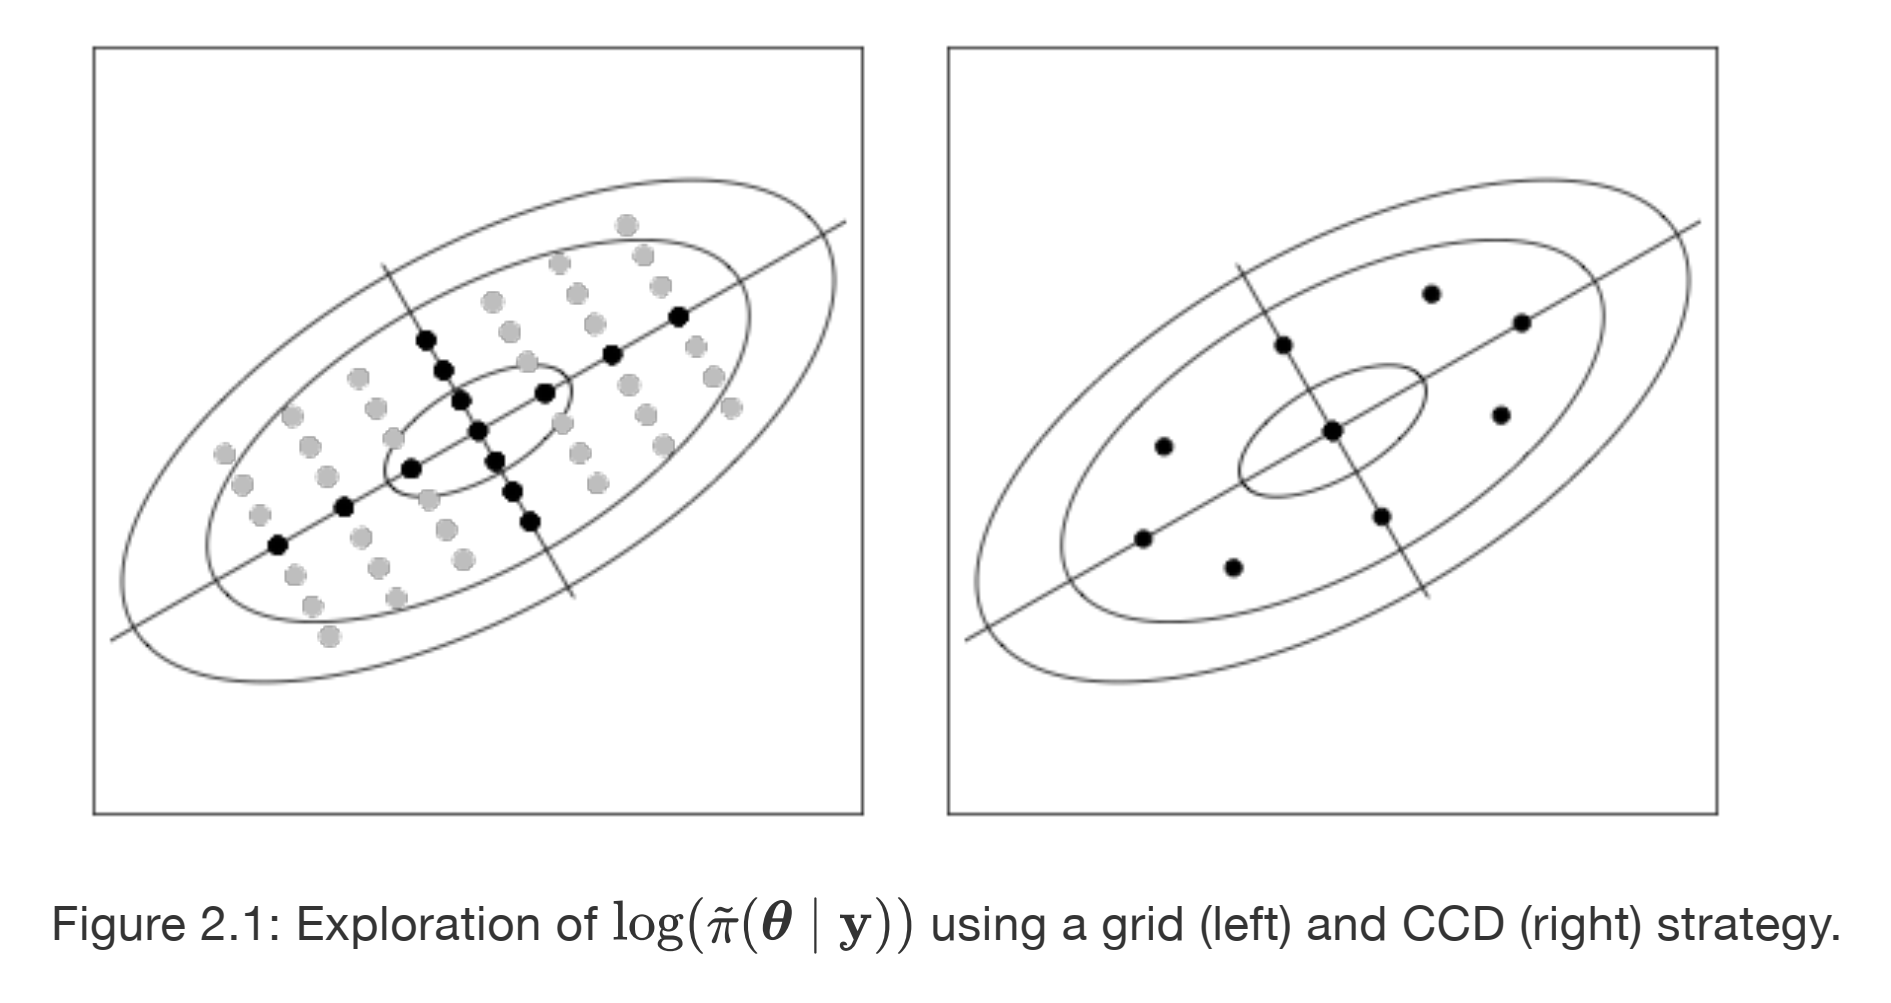 Figure 2.1: Exploration of log(π̃(θ | y)) using a grid (left) and CCD (right) strategy.